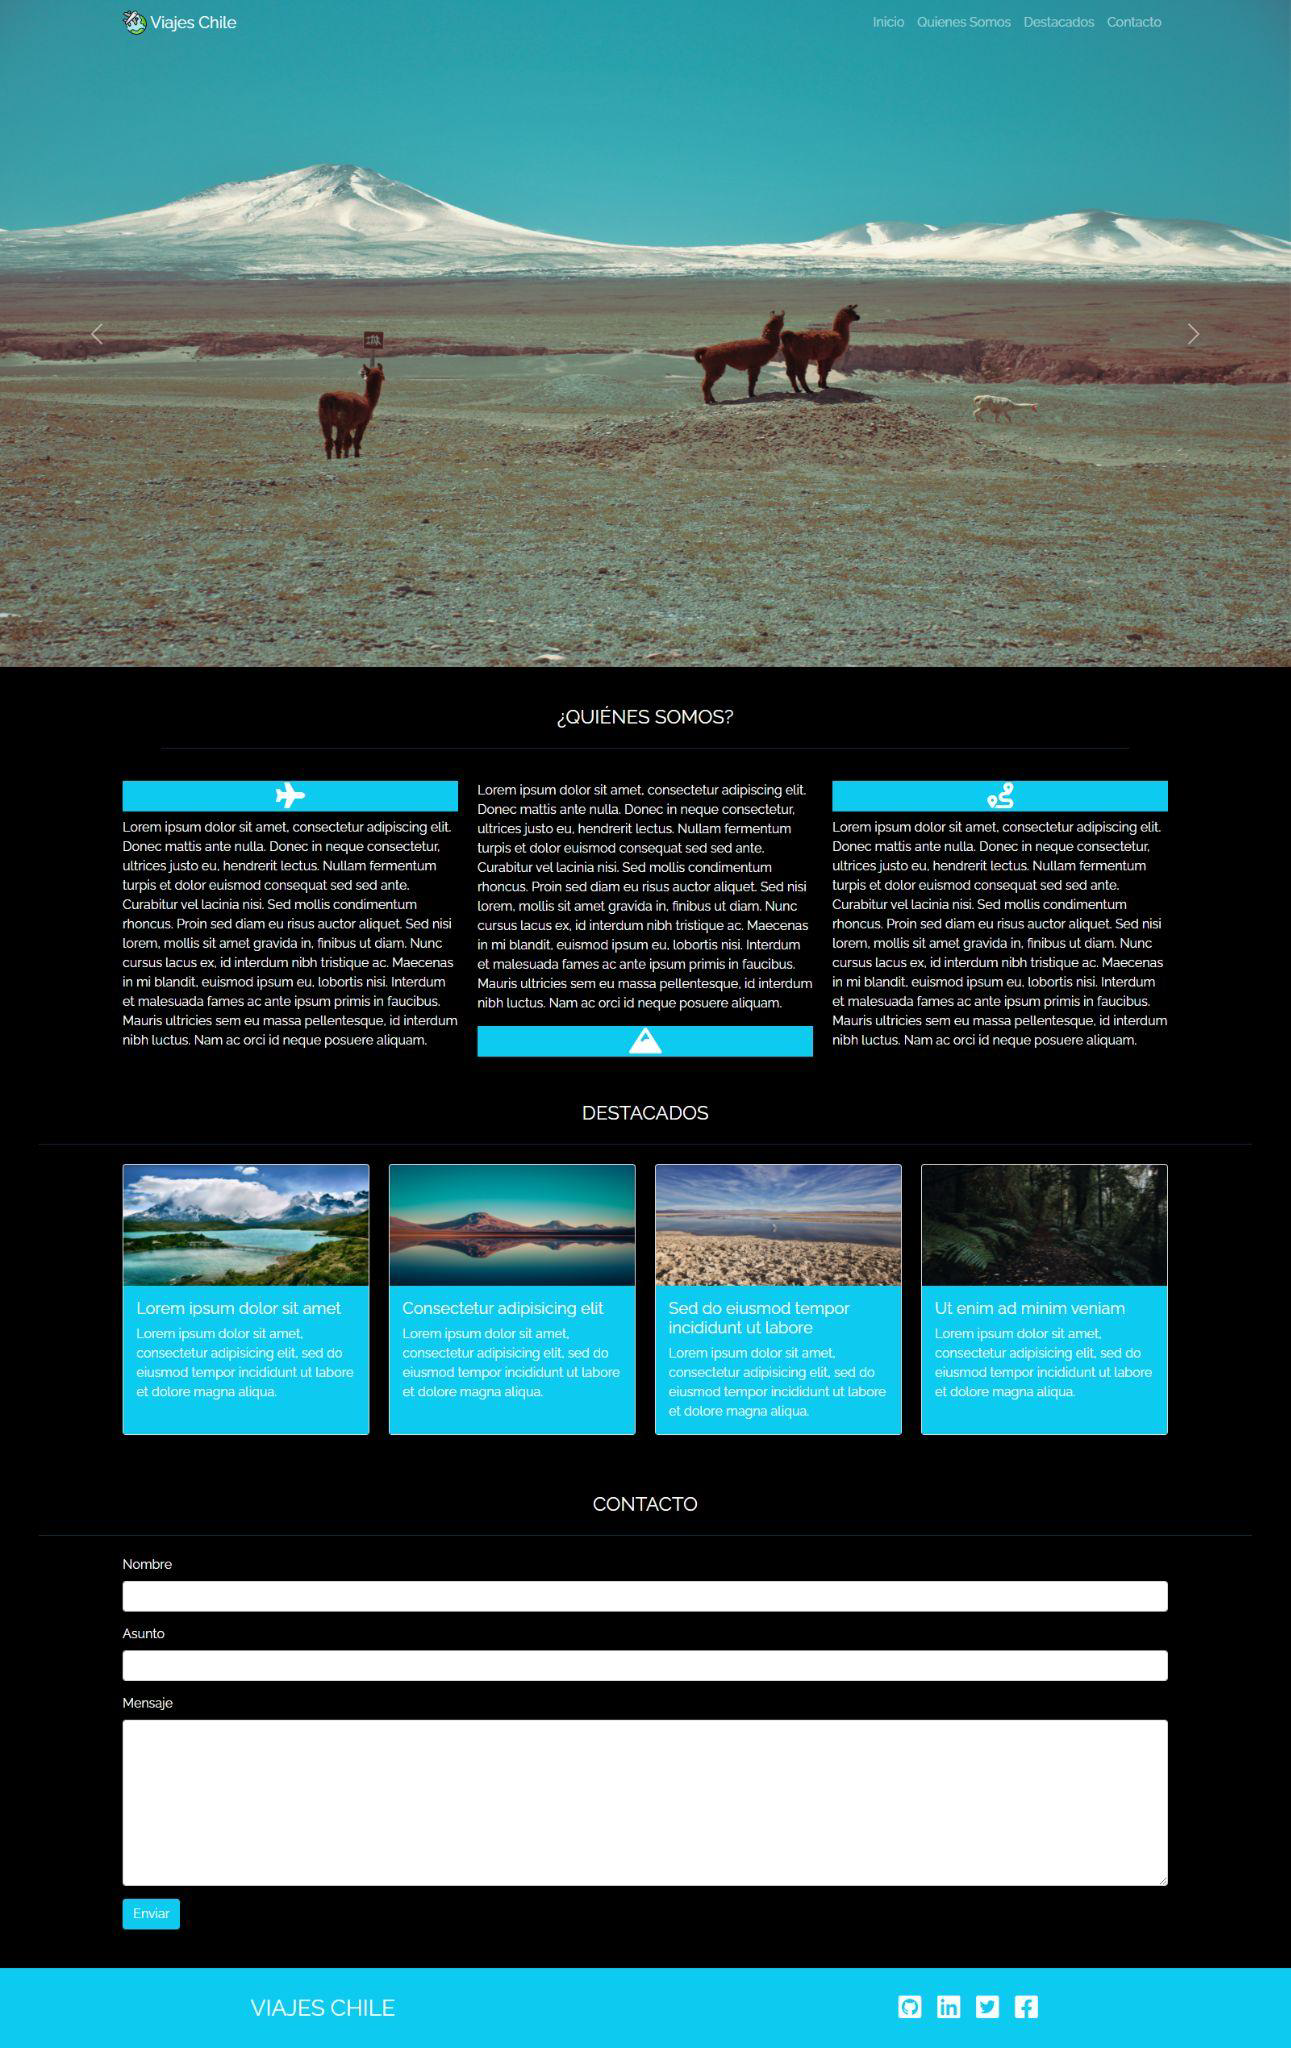 Viajes Chile
Inicio Quienes Somos Destacados Contacto
¿QUIÉNES SOMOS?
Lorem ipsum dolor sit amet, consectetur adipiscing elit.
Donec mattis ante nulla. Donec in neque consectetur,
ultrices justo eu, hendrerit lectus. Nullam fermentum
turpis et dolor euismod consequat sed sed ante.
Curabitur vel lacinia nisi. Sed mollis condimentum
rhoncus. Proin sed diam eu risus auctor aliquet. Sed nisi
lorem, mollis sit amet gravida in, finibus ut diam. Nunc
cursus lacus ex, id interdum nibh tristique ac. Maecenas
in mi blandit, euismod ipsum eu, lobortis nisi. Interdum
et malesuada fames ac ante ipsum primis in faucibus.
Mauris ultricies sem eu massa pellentesque, id interdum
nibh luctus. Nam ac orci id neque posuere aliquam.
Lorem ipsum dolor sit amet, consectetur adipiscing elit.
Donec mattis ante nulla. Donec in neque consectetur,
ultrices justo eu, hendrerit lectus. Nullam fermentum
turpis et dolor euismod consequat sed sed ante.
Curabitur vel lacinia nisi. Sed mollis condimentum
rhoncus. Proin sed diam eu risus auctor aliquet. Sed nisi
lorem, mollis sit amet gravida in, finibus ut diam. Nunc
cursus lacus ex, id interdum nibh tristique ac. Maecenas
in mi blandit, euismod ipsum eu, lobortis nisi. Interdum
et malesuada fames ac ante ipsum primis in faucibus.
Mauris ultricies sem eu massa pellentesque, id interdum
nibh luctus. Nam ac orci id neque posuere aliquam.
Lorem ipsum dolor sit amet, consectetur adipiscing elit.
Donec mattis ante nulla. Donec in neque consectetur,
ultrices justo eu, hendrerit lectus. Nullam fermentum
turpis et dolor euismod consequat sed sed ante.
Curabitur vel lacinia nisi. Sed mollis condimentum
rhoncus. Proin sed diam eu risus auctor aliquet. Sed nisi
lorem, mollis sit amet gravida in, finibus ut diam. Nunc
cursus lacus ex, id interdum nibh tristique ac. Maecenas
in mi blandit, euismod ipsum eu, lobortis nisi. Interdum
et malesuada fames ac ante ipsum primis in faucibus.
Mauris ultricies sem eu massa pellentesque, id interdum
nibh luctus. Nam ac orci id neque posuere aliquam.
DESTACADOS
Lorem ipsum dolor sit amet
Lorem ipsum dolor sit amet,
consectetur adipisicing elit, sed do
eiusmod tempor incididunt ut labore
et dolore magna aliqua.
Consectetur adipisicing elit
Lorem ipsum dolor sit amet,
consectetur adipisicing elit, sed do
eiusmod tempor incididunt ut labore
et dolore magna aliqua.
Sed do eiusmod tempor
incididunt ut labore
Lorem ipsum dolor sit amet,
consectetur adipisicing elit, sed do
eiusmod tempor incididunt ut labore
et dolore magna aliqua.
Ut enim ad minim veniam
Lorem ipsum dolor sit amet,
consectetur adipisicing elit, sed do
eiusmod tempor incididunt ut labore
et dolore magna aliqua.
CONTACTO
Nombre
Asunto
Mensaje
Enviar
VIAJES CHILE